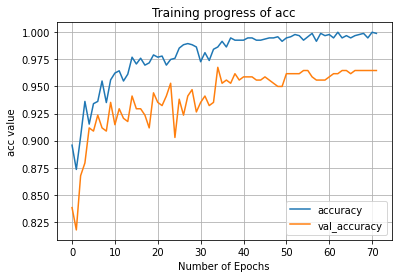 Training progress of acc
1.000
0.975
0.950
0.925
0.900
0.875
0.850
0.825
acc value
0 10 20 30 40 50 60 70
Number of Epochs
accuracy
val_accuracy